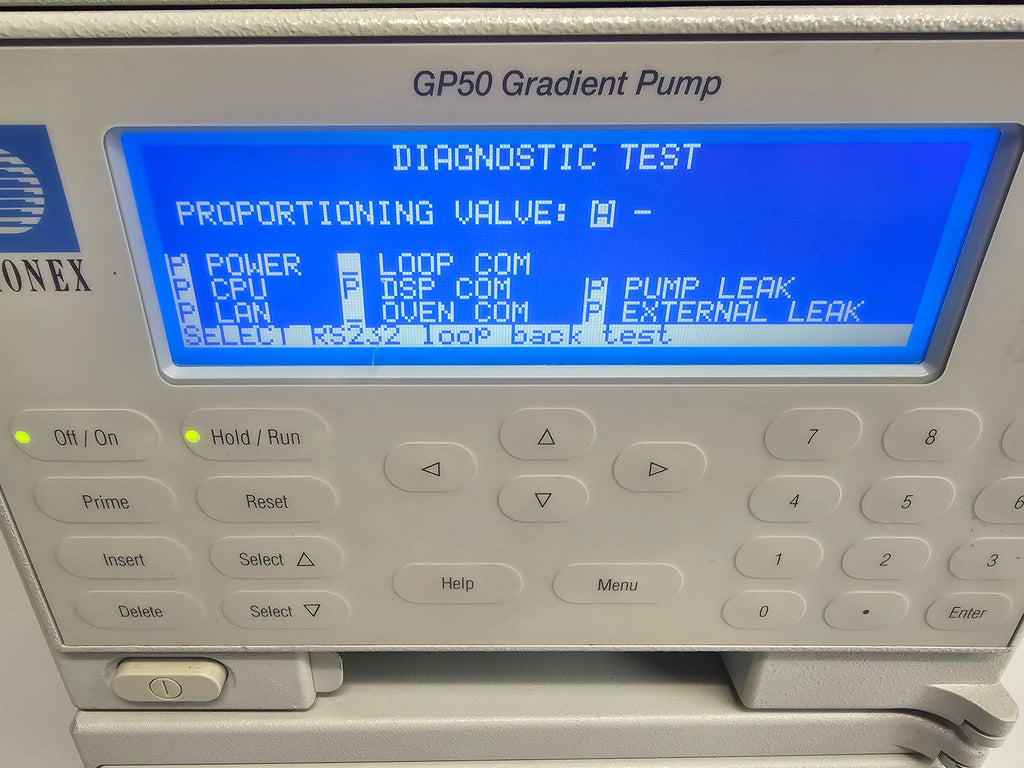 GP50 Gradient Pump
DIAGNOSTIC TEST
PROPORTIONING VALVE: -
P POWER LOOP COM
P CPU P DSP COM P PUMP LEAK
P LAN OVEN COM P EXTERNAL LEAK
SELECT RS232 loop back test
ONEX
Off / On Hold / Run 7 8
Prime Reset 4 5 6
Insert Select △ 1 2 3
Delete Select ▽ Help Menu 0 • Enter